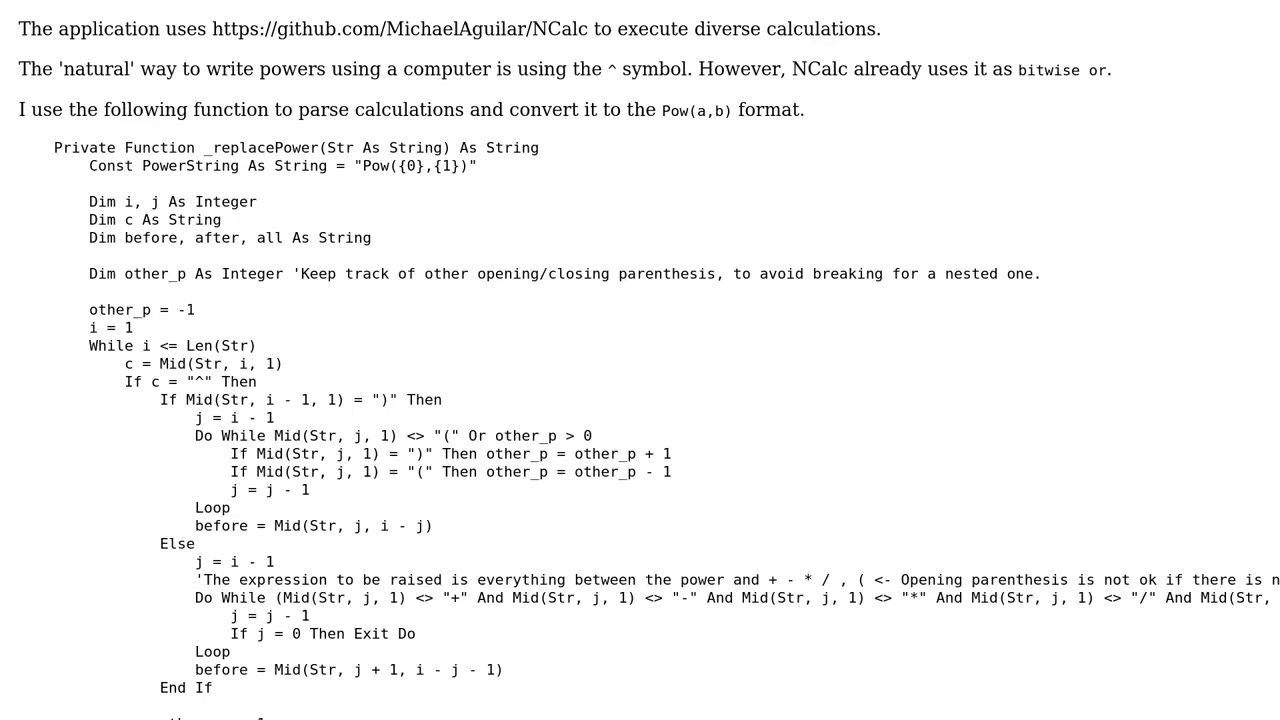 The application uses https://github.com/MichaelAguilar/NCalc to execute diverse calculations.
The 'natural' way to write powers using a computer is using the ^ symbol. However, NCalc already uses it as bitwise or.
I use the following function to parse calculations and convert it to the Pow(a,b) format.
Private Function _replacePower(Str As String) As String
    Const PowerString As String = "Pow({0},{1})"
    Dim i, j As Integer
    Dim c As String
    Dim before, after, all As String
    Dim other_p As Integer 'Keep track of other opening/closing parenthesis, to avoid breaking for a nested one.
    other_p = -1
    i = 1
    While i <= Len(Str)
        c = Mid(Str, i, 1)
        If c = "^" Then
            If Mid(Str, i - 1, 1) = ")" Then
                j = i - 1
                Do While Mid(Str, j, 1) <> "(" Or other_p > 0
                    If Mid(Str, j, 1) = ")" Then other_p = other_p + 1
                    If Mid(Str, j, 1) = "(" Then other_p = other_p - 1
                    j = j - 1
                Loop
                before = Mid(Str, j, i - j)
            Else
                j = i - 1
                'The expression to be raised is everything between the power and + - * / , ( <- Opening parenthesis is not ok if there is n
                Do While (Mid(Str, j, 1) <> "+" And Mid(Str, j, 1) <> "-" And Mid(Str, j, 1) <> "*" And Mid(Str, j, 1) <> "/" And Mid(Str,
                    j = j - 1
                    If j = 0 Then Exit Do
                Loop
                before = Mid(Str, j + 1, i - j - 1)
            End If